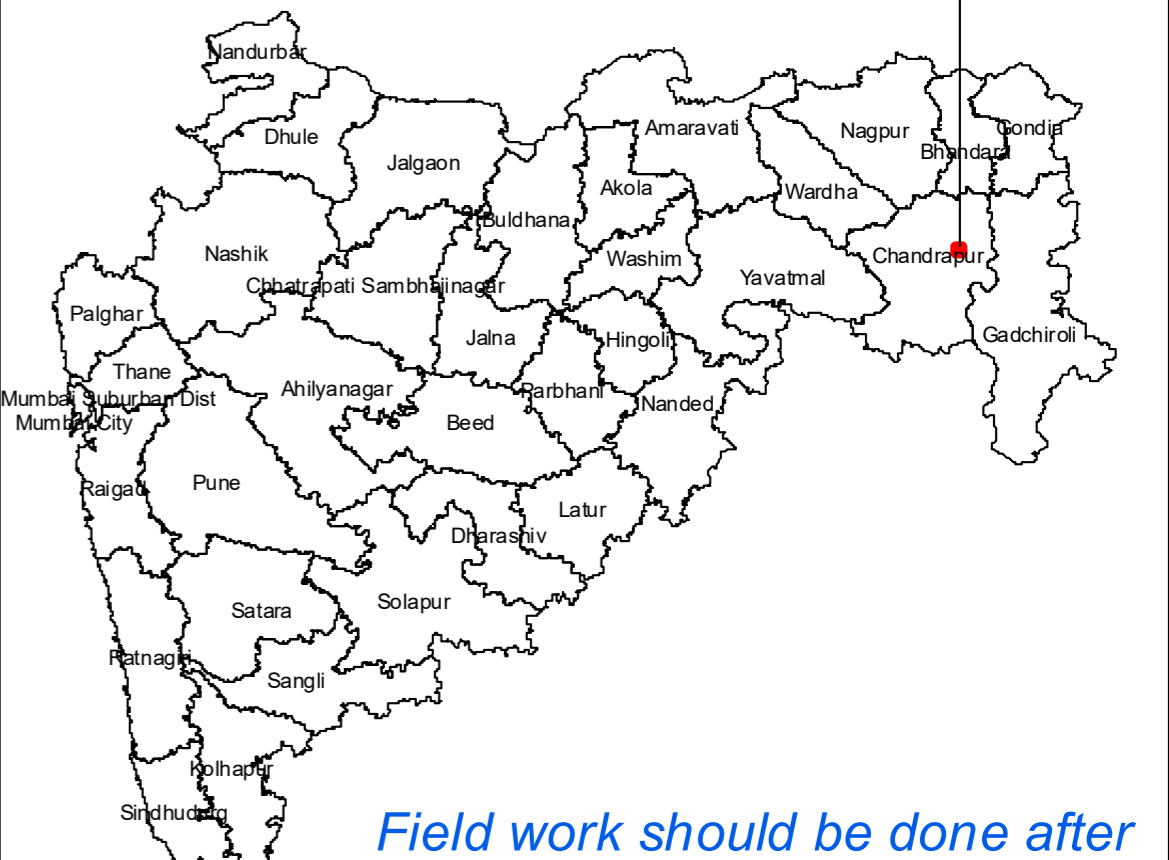 Nandurbar
Dhule
Jalgaon
Amaravati
Nagpur
Gondia
Bhandara
Akola
Wardha
Buldhana
Nashik
Washim
Chandrapur
Yavatmal
Chhatrapati Sambhajinagar
Palghar
Jalna
Hingoli
Gadchiroli
Thane
Ahilyanagar
Parbhani
Mumbai Suburban Dist
Nanded
Mumbai City
Beed
Raigad
Pune
Latur
Dharashiv
Satara
Solapur
Ratnagiri
Sangli
Kolhapur
Sindhudurg
Field work should be done after